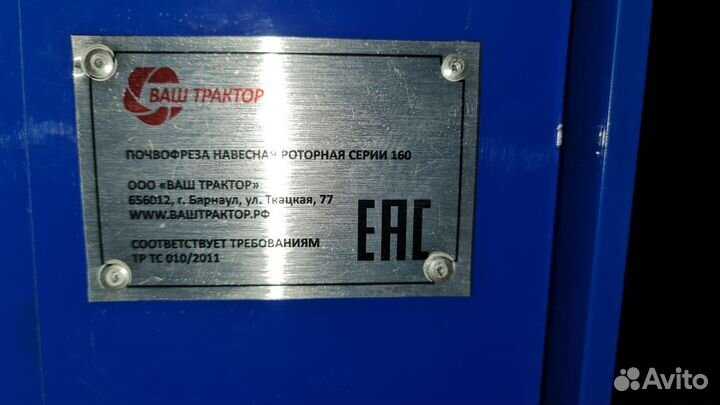 ВАШ ТРАКТОР
ПОЧВОФРЕЗА НАВЕСНАЯ РОТОРНАЯ СЕРИИ 160
ООО «ВАШ ТРАКТОР»
656012, г. Барнаул, ул. Ткацкая, 77
WWW.ВАШТРАКТОР.РФ
СООТВЕТСТВУЕТ ТРЕБОВАНИЯМ
ТР ТС 010/2011
EAC
Avito